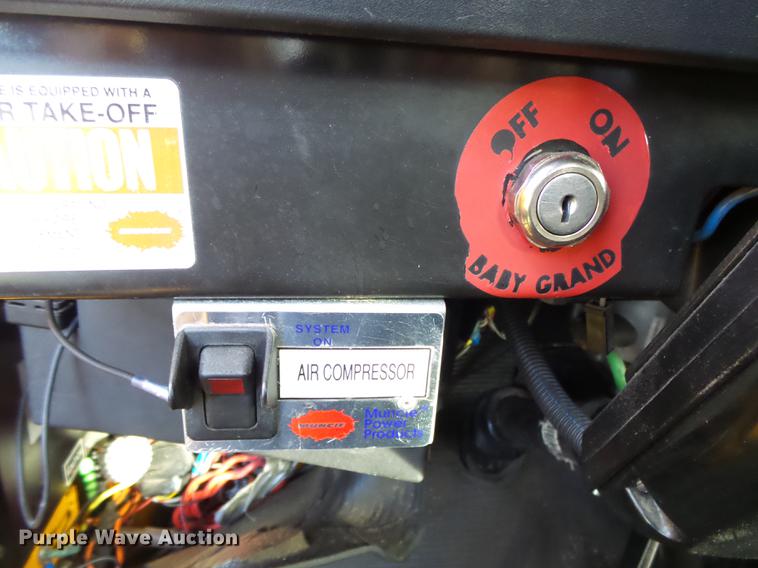 E IS EQUIPPED WITH A
R TAKE-OFF
AUTION
OFF
ON
BABY GRAND
SYSTEM
ON
AIR COMPRESSOR
MUNCIE
Muncie
Power
Products
Purple Wave Auction